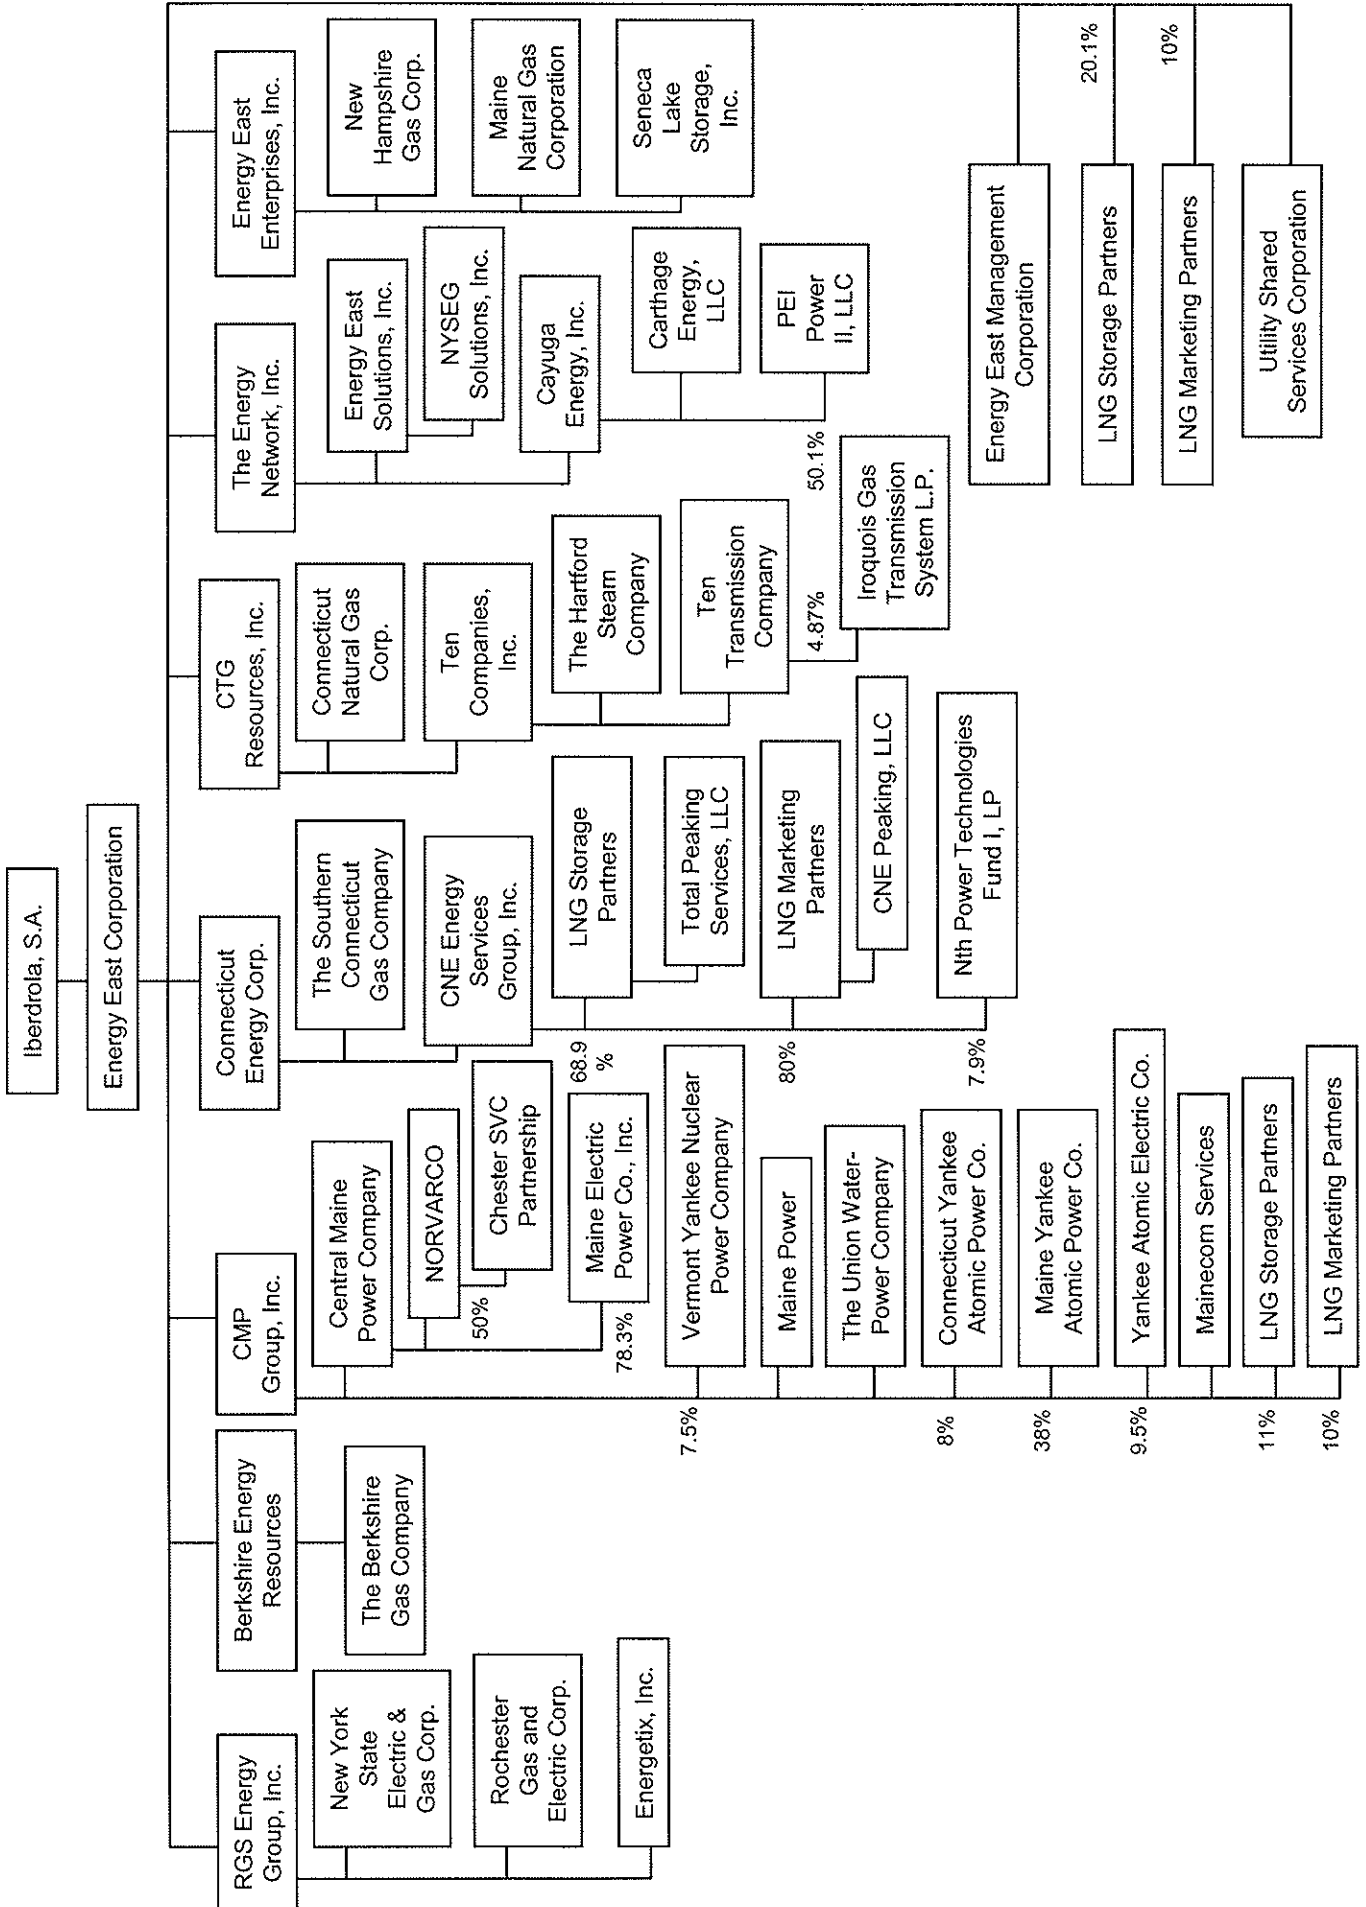 Iberdrola, S.A.
Energy East Corporation
RGS Energy
Group, Inc.
New York
State
Electric &
Gas Corp.
Rochester
Gas and
Electric Corp.
Energetix, Inc.
Berkshire Energy
Resources
The Berkshire
Gas Company
CMP
Group, Inc.
Central Maine
Power Company
NORVARCO
50%
Chester SVC
Partnership
78.3%
Maine Electric
Power Co., Inc.
7.5%
Vermont Yankee Nuclear
Power Company
Maine Power
The Union Water-
Power Company
8%
Connecticut Yankee
Atomic Power Co.
38%
Maine Yankee
Atomic Power Co.
9.5%
Yankee Atomic Electric Co.
Mainecom Services
11%
LNG Storage Partners
10%
LNG Marketing Partners
Connecticut
Energy Corp.
The Southern
Connecticut
Gas Company
CNE Energy
Services
Group, Inc.
68.9
%
LNG Storage
Partners
Total Peaking
Services, LLC
80%
LNG Marketing
Partners
CNE Peaking, LLC
7.9%
Nth Power Technologies
Fund I, LP
CTG
Resources, Inc.
Connecticut
Natural Gas
Corp.
Ten
Companies,
Inc.
The Hartford
Steam
Company
Ten
Transmission
Company
4.87%
Iroquois Gas
Transmission
System L.P.
The Energy
Network, Inc.
Energy East
Solutions, Inc.
NYSEG
Solutions, Inc.
Cayuga
Energy, Inc.
Carthage
Energy,
LLC
50.1%
PEI
Power
II, LLC
Energy East
Enterprises, Inc.
New
Hampshire
Gas Corp.
Maine
Natural Gas
Corporation
Seneca
Lake
Storage,
Inc.
Energy East Management
Corporation
20.1%
LNG Storage Partners
10%
LNG Marketing Partners
Utility Shared
Services Corporation